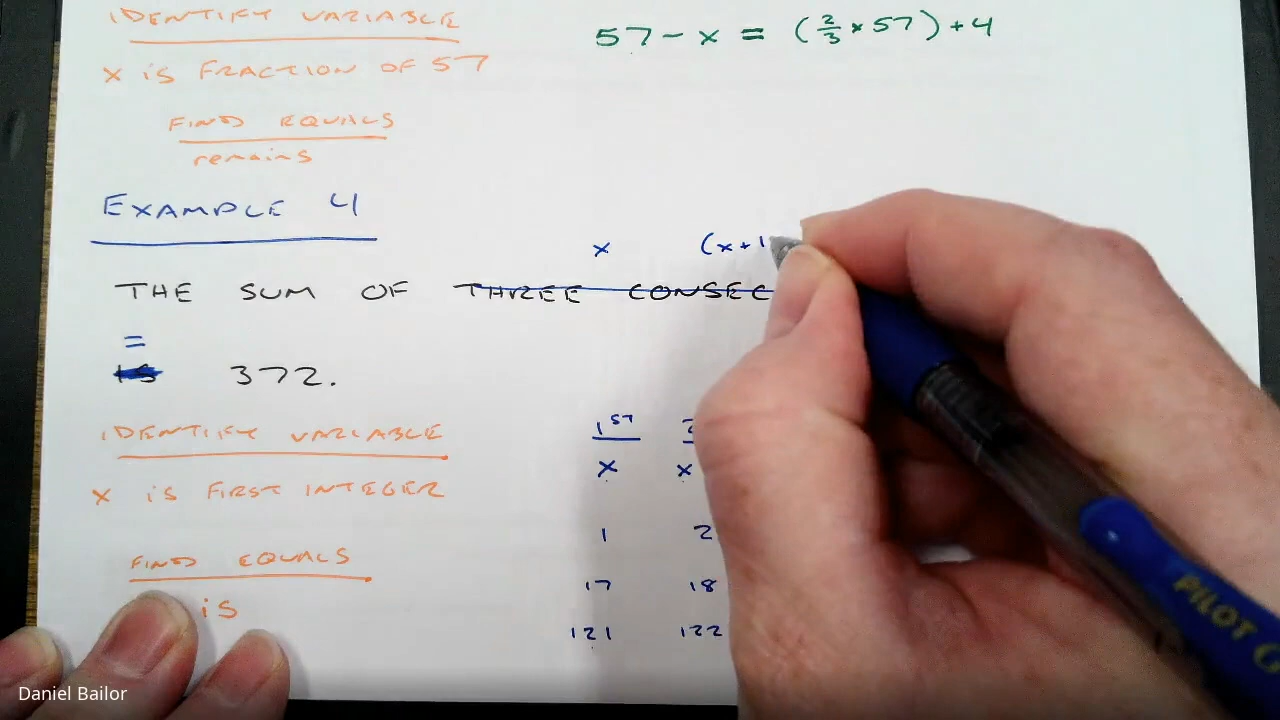 IDENTIFY VARIABLE
57 - x = (2/3 × 57) + 4
x is FRACTION OF 57
FIND EQUALS
remains
EXAMPLE 4
x (x+1
THE SUM OF THREE CONSEC
=
IS 372.
1ST
IDENTIFY VARIABLE
x x
x is FIRST INTEGER
1 2
FIND EQUALS
17 18
is
121 122
PILOT G
Daniel Bailor